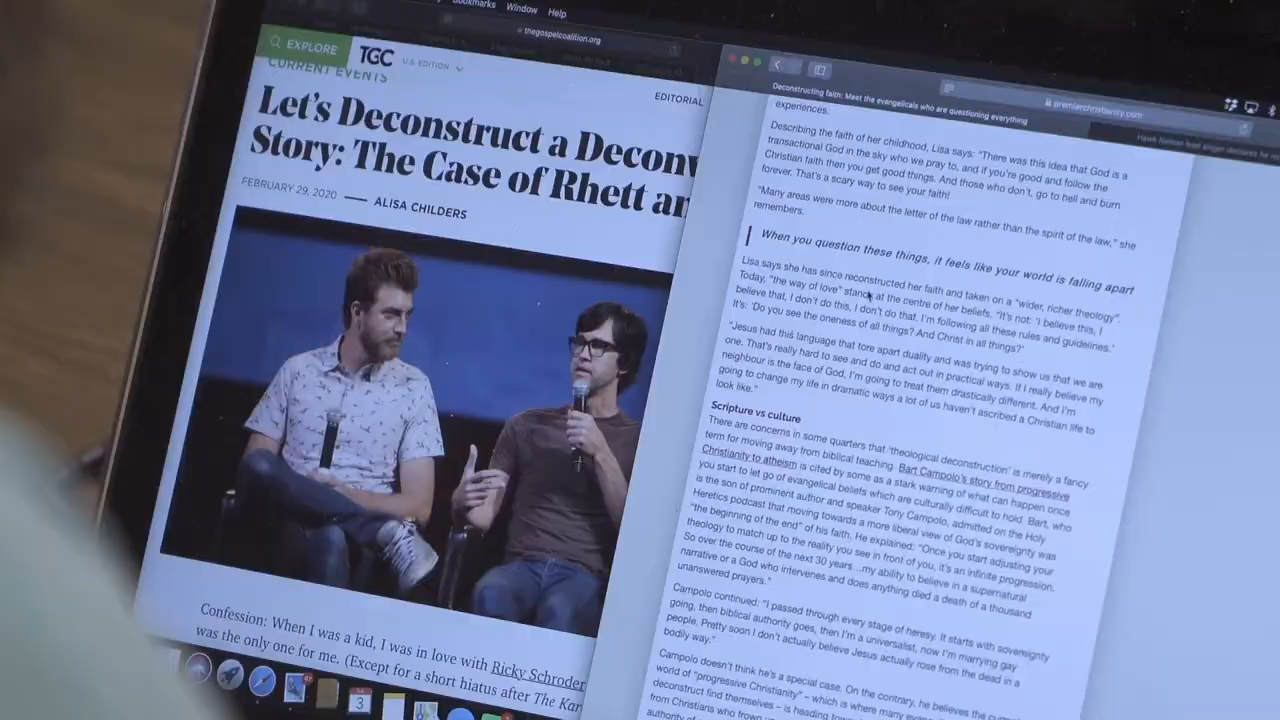 Bookmarks Window Help
thegospelcoalition.org
EXPLORE
TGC
U.S. EDITION
CURRENT EVENTS
EDITORIAL
Let's Deconstruct a Deconv
Story: The Case of Rhett an
FEBRUARY 29, 2020 — ALISA CHILDERS
Confession: When I was a kid, I was in love with Ricky Schroder
was the only one for me. (Except for a short hiatus after The Kar
3
premierchristianity.com
Deconstructing faith: Meet the evangelicals who are questioning everything
Hawk Nelson lead singer
experiences.
Describing the faith of her childhood, Lisa says: "There was this idea that God is a
transactional God in the sky who we pray to, and if you're good and follow the
Christian faith then you get good things. And those who don't, go to hell and burn
forever. That's a scary way to see your faith!
"Many areas were more about the letter of the law rather than the spirit of the law," she
remembers.
When you question these things, it feels like your world is falling apart
Lisa says she has since reconstructed her faith and taken on a "wider, richer theology".
Today, "the way of love" stands at the centre of her beliefs. "It's not: 'I believe this, I
believe that, I don't do this, I don't do that. I'm following all these rules and guidelines.'
It's: 'Do you see the oneness of all things? And Christ in all things?'
"Jesus had this language that tore apart duality and was trying to show us that we are
one. That's really hard to see and do and act out in practical ways. If I really believe my
neighbour is the face of God, I'm going to treat them drastically different. And I'm
going to change my life in dramatic ways a lot of us haven't ascribed a Christian life to
look like."
Scripture vs culture
There are concerns in some quarters that 'theological deconstruction' is merely a fancy
term for moving away from biblical teaching. Bart Campolo's story from progressive
Christianity to atheism is cited by some as a stark warning of what can happen once
you start to let go of evangelical beliefs which are culturally difficult to hold. Bart, who
is the son of prominent author and speaker Tony Campolo, admitted on the Holy
Heretics podcast that moving towards a more liberal view of God's sovereignty was
"the beginning of the end" of his faith. He explained: "Once you start adjusting your
theology to match up to the reality you see in front of you, it's an infinite progression.
So over the course of the next 30 years…my ability to believe in a supernatural
narrative or a God who intervenes and does anything died a death of a thousand
unanswered prayers."
Campolo continued: "I passed through every stage of heresy. It starts with sovereignty
going, then biblical authority goes, then I'm a universalist, now I'm marrying gay
people. Pretty soon I don't actually believe Jesus actually rose from the dead in a
bodily way."
Campolo doesn't think he's a special case. On the contrary, he believes the
world of "progressive Christianity" – which is where many
deconstruct find themselves – is heading
from Christians who frown
authority of